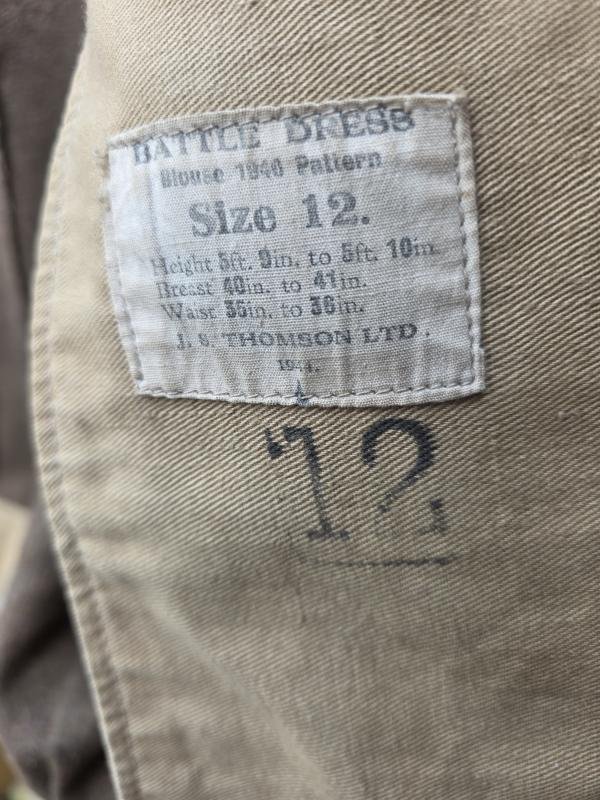 BATTLE DRESS
Blouse 1940 Pattern
Size 12.
Height 5ft. 9in. to 5ft. 10in.
Breast 40in. to 41in.
Waist 35in. to 36in.
J. S. THOMSON LTD.
12